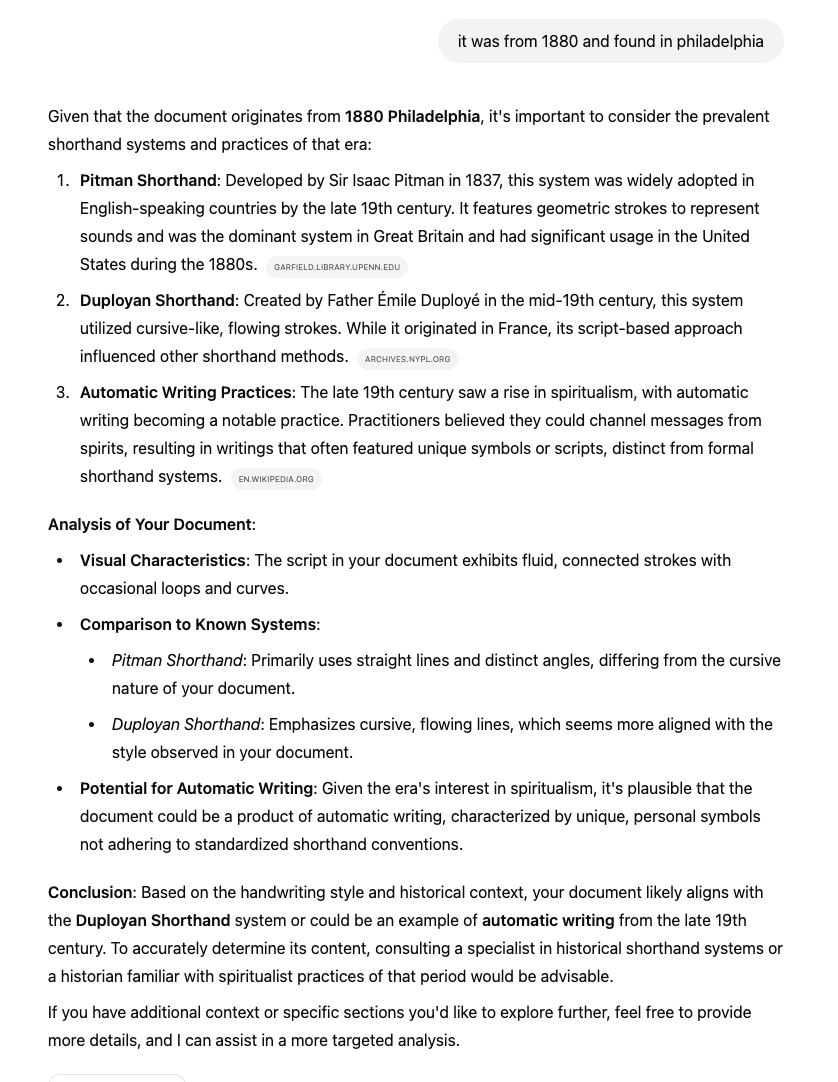 it was from 1880 and found in philadelphia
Given that the document originates from 1880 Philadelphia, it's important to consider the prevalent
shorthand systems and practices of that era:
1. Pitman Shorthand: Developed by Sir Isaac Pitman in 1837, this system was widely adopted in
English-speaking countries by the late 19th century. It features geometric strokes to represent
sounds and was the dominant system in Great Britain and had significant usage in the United
States during the 1880s. GARFIELD.LIBRARY.UPENN.EDU
2. Duployan Shorthand: Created by Father Émile Duployé in the mid-19th century, this system
utilized cursive-like, flowing strokes. While it originated in France, its script-based approach
influenced other shorthand methods. ARCHIVES.NYPL.ORG
3. Automatic Writing Practices: The late 19th century saw a rise in spiritualism, with automatic
writing becoming a notable practice. Practitioners believed they could channel messages from
spirits, resulting in writings that often featured unique symbols or scripts, distinct from formal
shorthand systems. EN.WIKIPEDIA.ORG
Analysis of Your Document:
• Visual Characteristics: The script in your document exhibits fluid, connected strokes with
occasional loops and curves.
• Comparison to Known Systems:
• Pitman Shorthand: Primarily uses straight lines and distinct angles, differing from the cursive
nature of your document.
• Duployan Shorthand: Emphasizes cursive, flowing lines, which seems more aligned with the
style observed in your document.
• Potential for Automatic Writing: Given the era's interest in spiritualism, it's plausible that the
document could be a product of automatic writing, characterized by unique, personal symbols
not adhering to standardized shorthand conventions.
Conclusion: Based on the handwriting style and historical context, your document likely aligns with
the Duployan Shorthand system or could be an example of automatic writing from the late 19th
century. To accurately determine its content, consulting a specialist in historical shorthand systems or
a historian familiar with spiritualist practices of that period would be advisable.
If you have additional context or specific sections you'd like to explore further, feel free to provide
more details, and I can assist in a more targeted analysis.